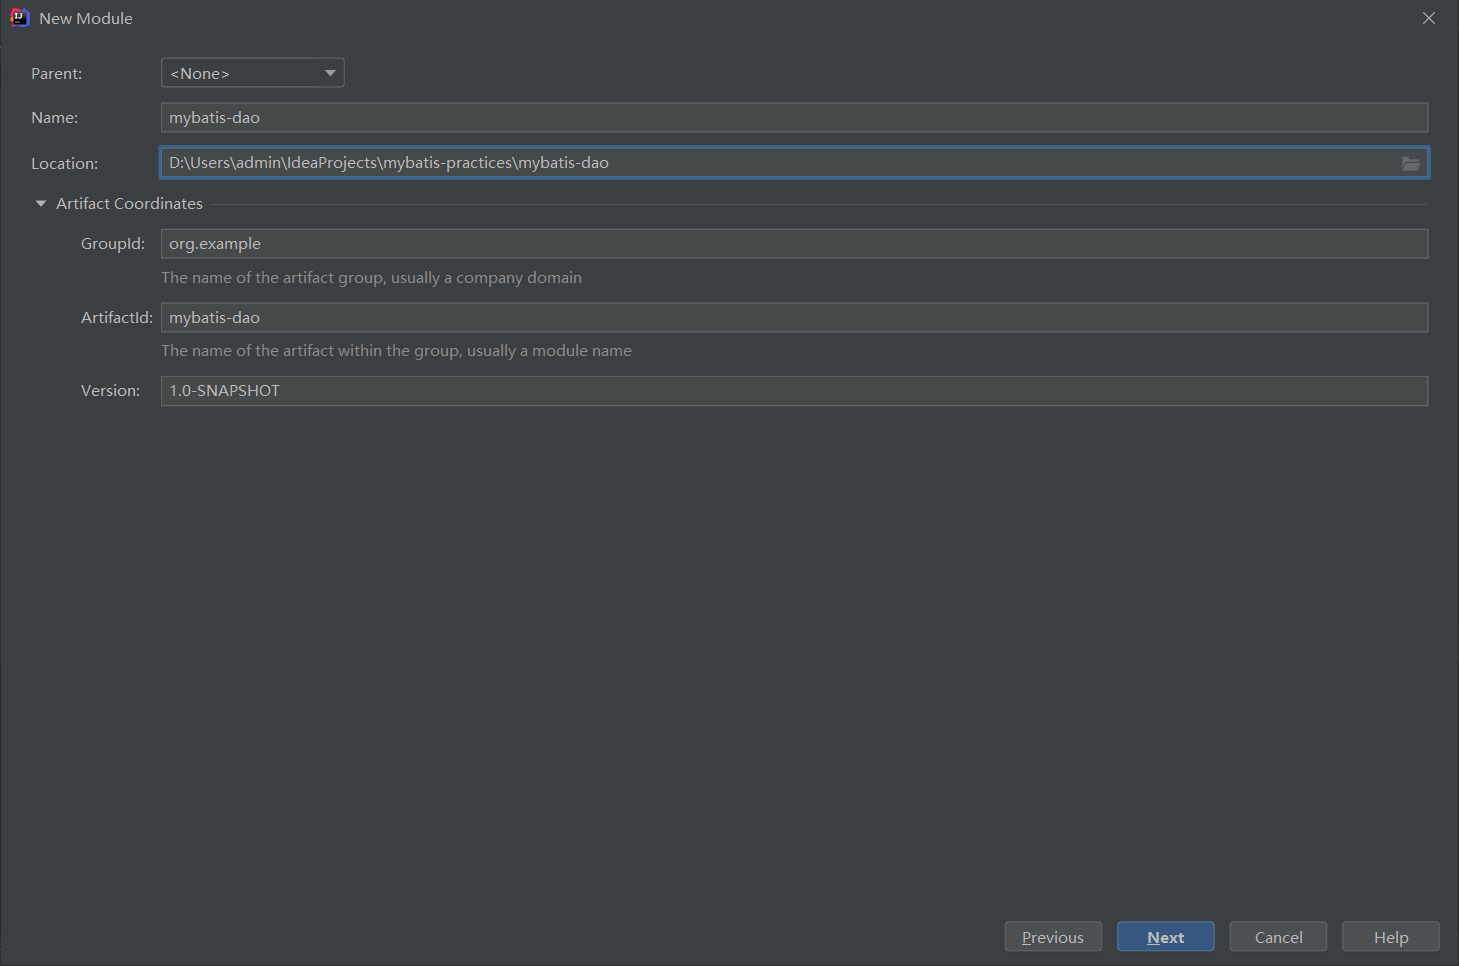 New Module
Parent: <None>
Name: mybatis-dao
Location: D:\Users\admin\IdeaProjects\mybatis-practices\mybatis-dao
Artifact Coordinates
GroupId: org.example
The name of the artifact group, usually a company domain
ArtifactId: mybatis-dao
The name of the artifact within the group, usually a module name
Version: 1.0-SNAPSHOT
Previous Next Cancel Help